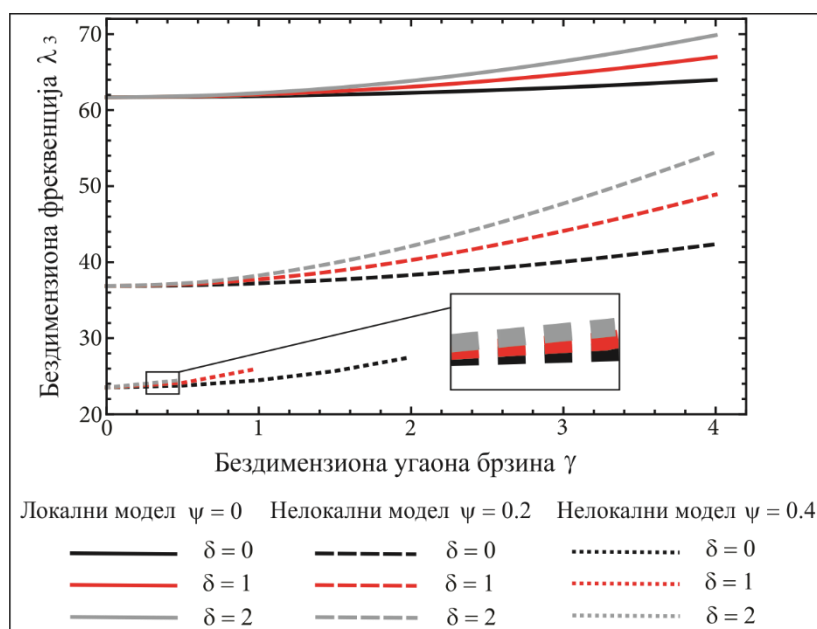 Бездимензиона фреквенција λ 3
70
60
50
40
30
20
0
1
2
3
4
Бездимензиона угаона брзина γ
Локални модел ψ = 0 Нелокални модел ψ = 0.2 Нелокални модел ψ = 0.4
δ = 0 δ = 0 δ = 0
δ = 1 δ = 1 δ = 1
δ = 2 δ = 2 δ = 2